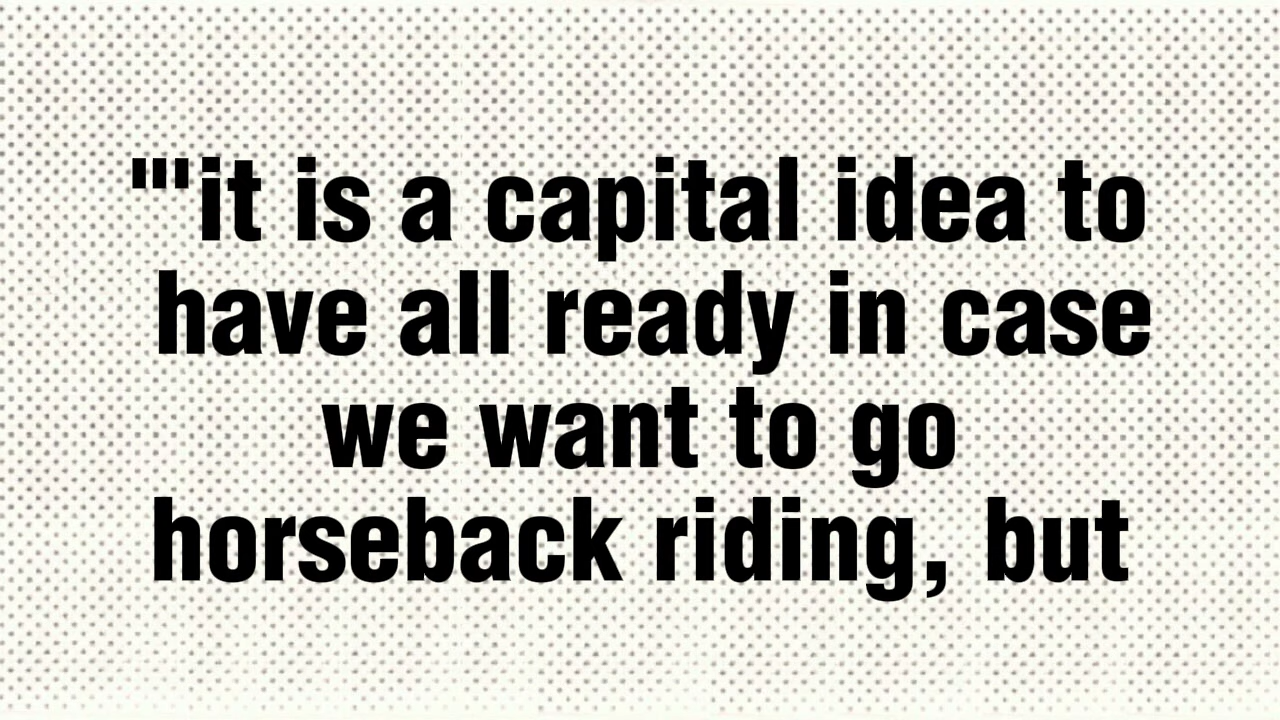 "'it is a capital idea to
have all ready in case
we want to go
horseback riding, but